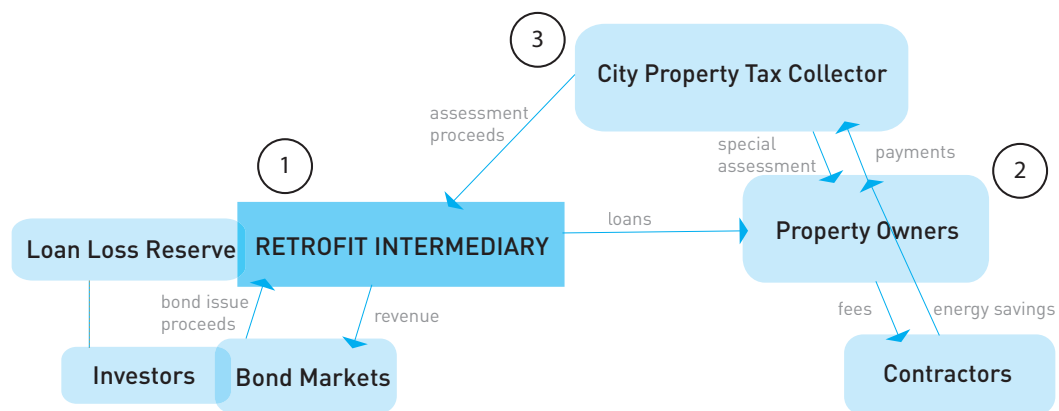 3
City Property Tax Collector
assessment
proceeds
special
assessment
payments
1
2
Loan Loss Reserve
RETROFIT INTERMEDIARY
loans
Property Owners
bond issue
proceeds
revenue
fees
energy savings
Investors
Bond Markets
Contractors